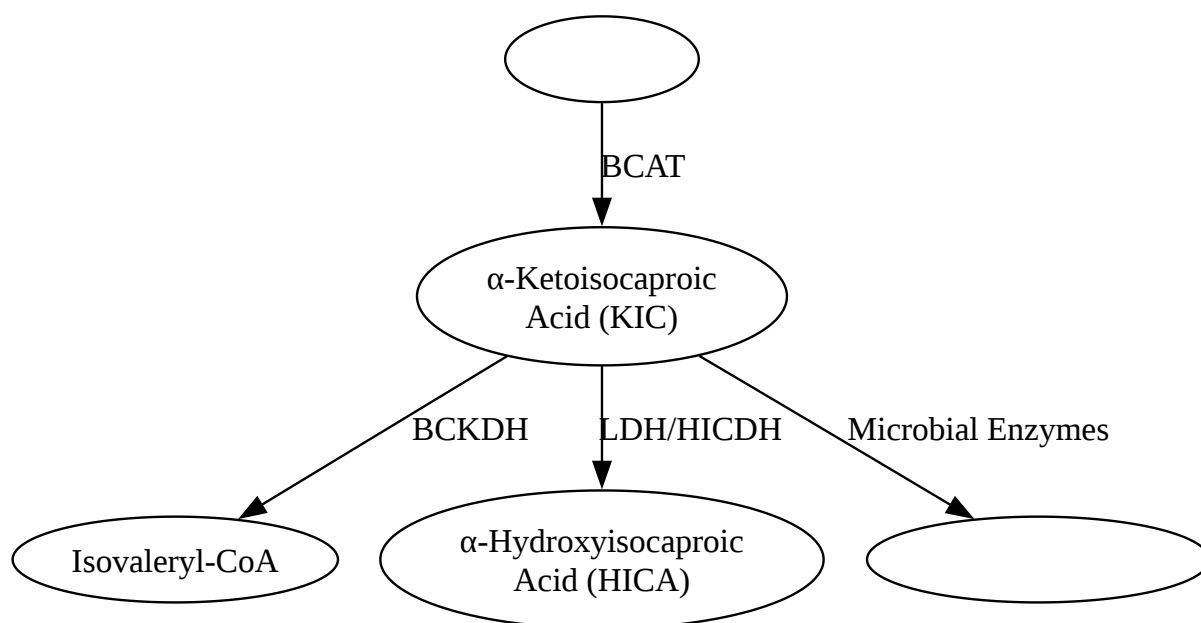 BCAT
α-Ketoisocaproic
Acid (KIC)
BCKDH
LDH/HICDH
Microbial Enzymes
Isovaleryl-CoA
α-Hydroxyisocaproic
Acid (HICA)